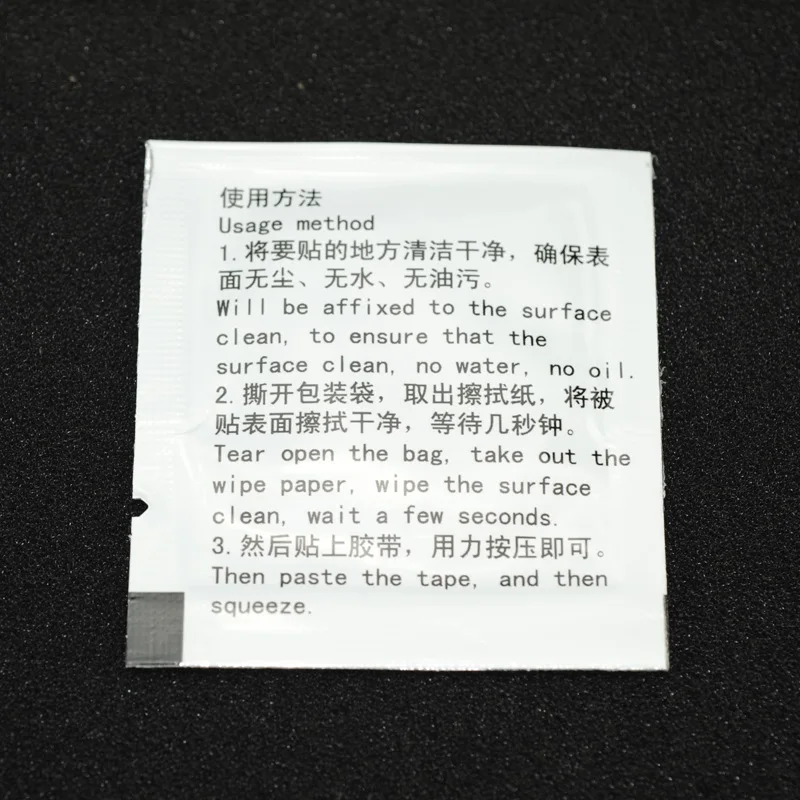 使用方法
Usage method
1. 将要贴的地方清洁干净，确保表
面无尘、无水、无油污。
Will be affixed to the surface
clean, to ensure that the
surface clean, no water, no oil.
2. 撕开包装袋，取出擦拭纸，将被
贴表面擦拭干净，等待几秒钟。
Tear open the bag, take out the
wipe paper, wipe the surface
clean, wait a few seconds.
3. 然后贴上胶带，用力按压即可。
Then paste the tape, and then
squeeze.